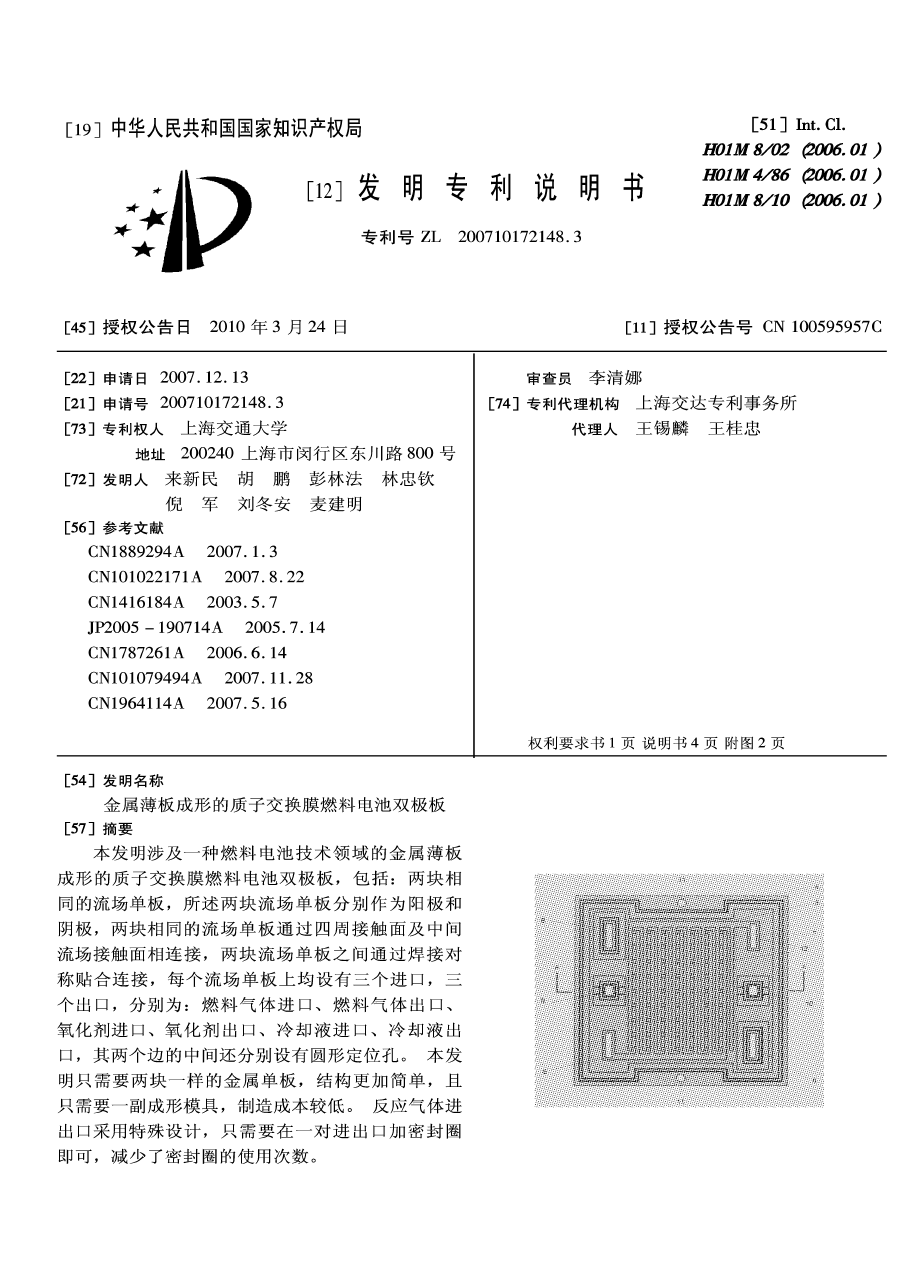 [19] 中华人民共和国国家知识产权局
[51] Int. Cl.
H01M 8/02 (2006.01)
H01M 4/86 (2006.01)
H01M 8/10 (2006.01)
[12] 发明专利说明书
专利号 ZL 200710172148.3
[45] 授权公告日 2010 年 3 月 24 日
[11] 授权公告号 CN 100595957C
[22] 申请日 2007.12.13
[21] 申请号 200710172148.3
[73] 专利权人 上海交通大学
地址 200240 上海市闵行区东川路 800 号
[72] 发明人 来新民 胡 鹏 彭林法 林忠钦
倪 军 刘冬安 麦建明
[56] 参考文献
CN1889294A 2007.1.3
CN101022171A 2007.8.22
CN1416184A 2003.5.7
JP2005-190714A 2005.7.14
CN1787261A 2006.6.14
CN101079494A 2007.11.28
CN1964114A 2007.5.16
审查员 李清娜
[74] 专利代理机构 上海交达专利事务所
代理人 王锡麟 王桂忠
权利要求书 1 页 说明书 4 页 附图 2 页
[54] 发明名称
金属薄板成形的质子交换膜燃料电池双极板
[57] 摘要
本发明涉及一种燃料电池技术领域的金属薄板
成形的质子交换膜燃料电池双极板，包括：两块相
同的流场单板，所述两块流场单板分别作为阳极和
阴极，两块相同的流场单板通过四周接触面及中间
流场接触面相连接，两块流场单板之间通过焊接对
称贴合连接，每个流场单板上均设有三个进口，三
个出口，分别为：燃料气体进口、燃料气体出口、
氧化剂进口、氧化剂出口、冷却液进口、冷却液出
口，其两个边的中间还分别设有圆形定位孔。 本发
明只需要两块一样的金属单板，结构更加简单，且
只需要一副成形模具，制造成本较低。 反应气体进
出口采用特殊设计，只需要在一对进出口加密封圈
即可，减少了密封圈的使用次数。